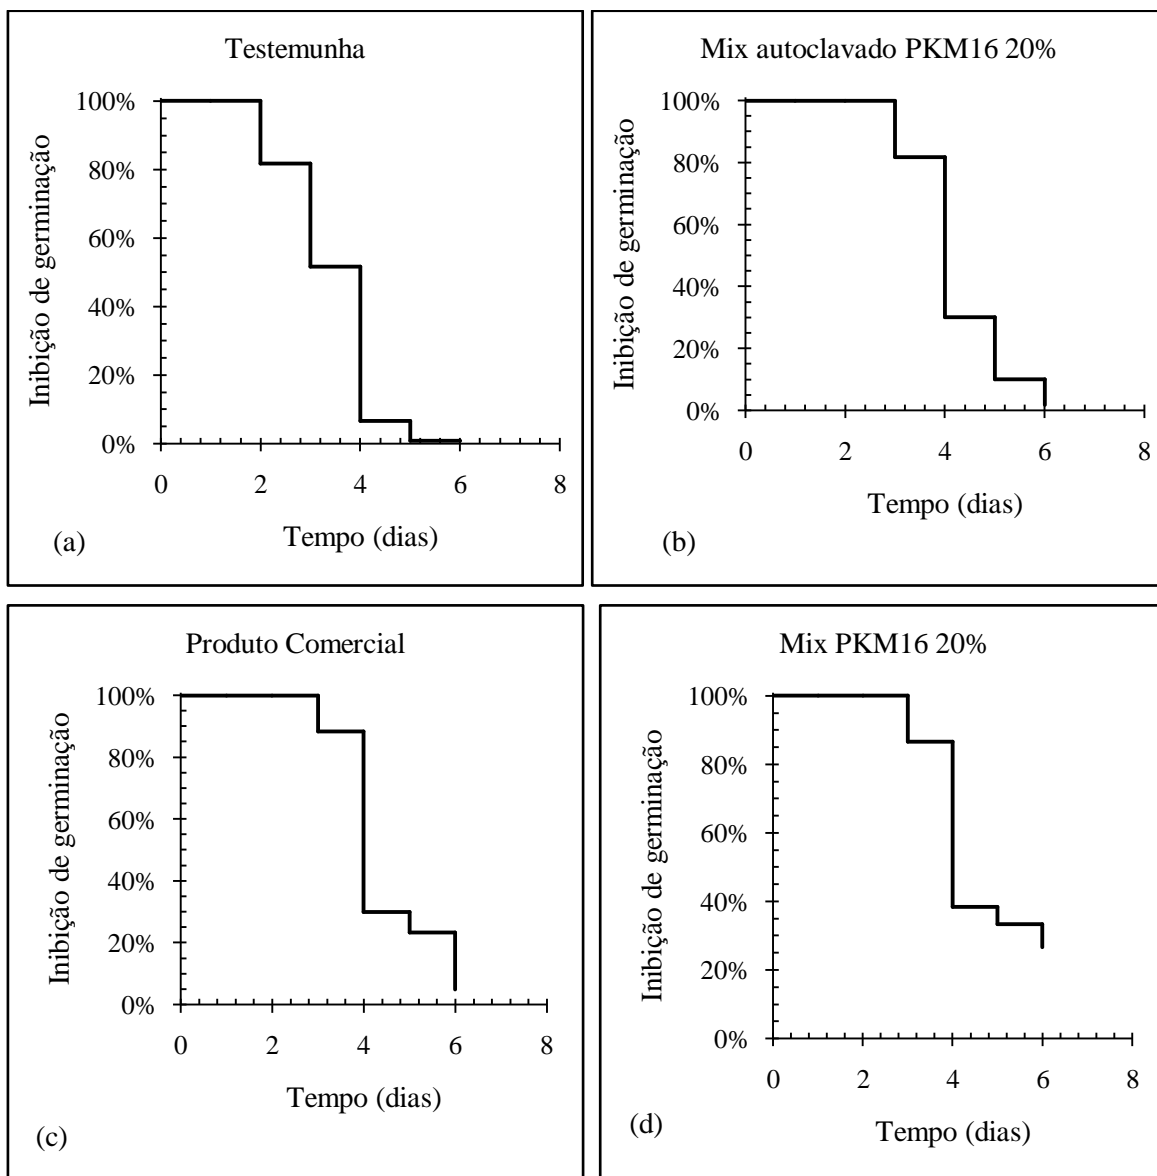 Testemunha
100%
80%
60%
40%
20%
0%
Inibição de germinação
0 2 4 6 8
Tempo (dias)
(a)
Mix autoclavado PKM16 20%
100%
80%
60%
40%
20%
0%
Inibição de germinação
0 2 4 6 8
Tempo (dias)
(b)
Produto Comercial
100%
80%
60%
40%
20%
0%
Inibição de germinação
0 2 4 6 8
Tempo (dias)
(c)
Mix PKM16 20%
100%
80%
60%
40%
20%
0%
Inibição de germinação
0 2 4 6 8
Tempo (dias)
(d)